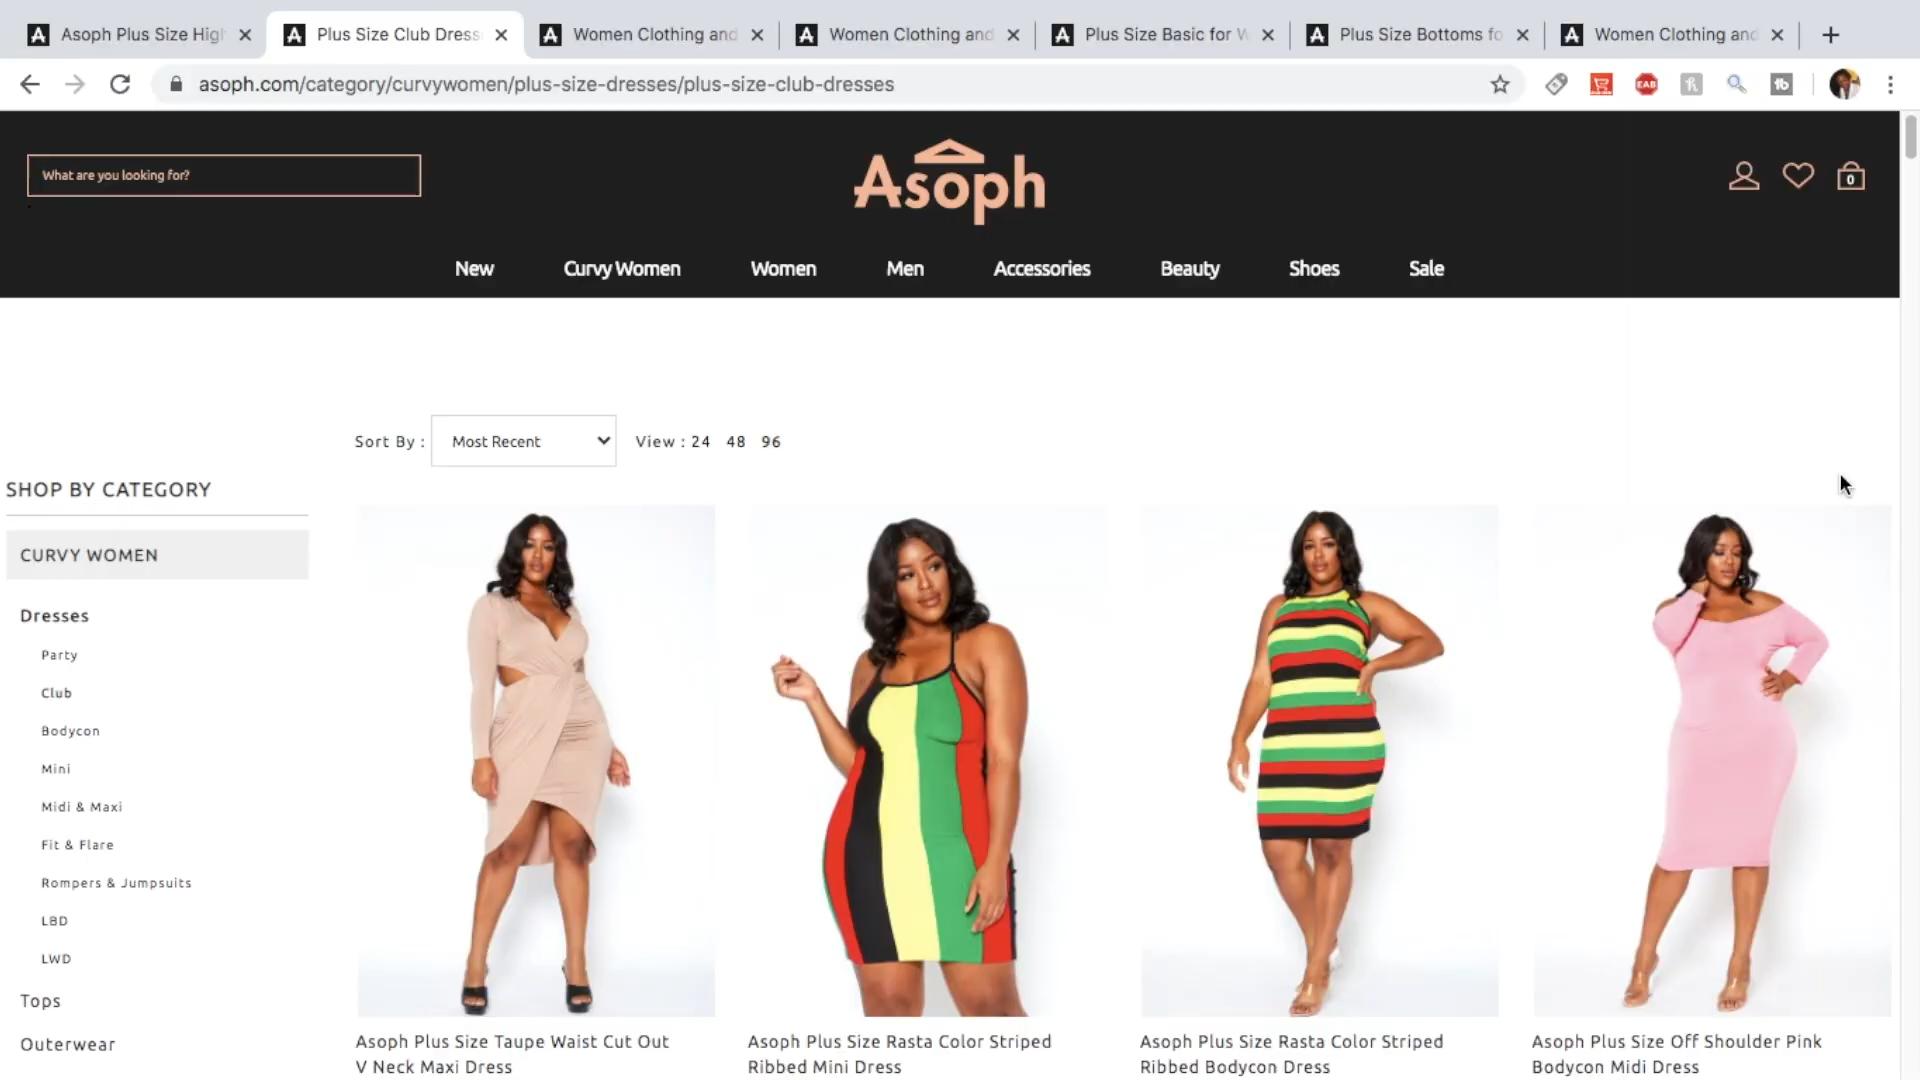 Asoph Plus Size High
Plus Size Club Dress
Women Clothing and
Women Clothing and
Plus Size Basic for W
Plus Size Bottoms fo
Women Clothing and
asoph.com/category/curvywomen/plus-size-dresses/plus-size-club-dresses
EAB
What are you looking for?
Asoph
0
New
Curvy Women
Women
Men
Accessories
Beauty
Shoes
Sale
Sort By :
Most Recent
View : 24 48 96
SHOP BY CATEGORY
CURVY WOMEN
Dresses
Party
Club
Bodycon
Mini
Midi & Maxi
Fit & Flare
Rompers & Jumpsuits
LBD
LWD
Tops
Outerwear
Asoph Plus Size Taupe Waist Cut Out
V Neck Maxi Dress
Asoph Plus Size Rasta Color Striped
Ribbed Mini Dress
Asoph Plus Size Rasta Color Striped
Ribbed Bodycon Dress
Asoph Plus Size Off Shoulder Pink
Bodycon Midi Dress